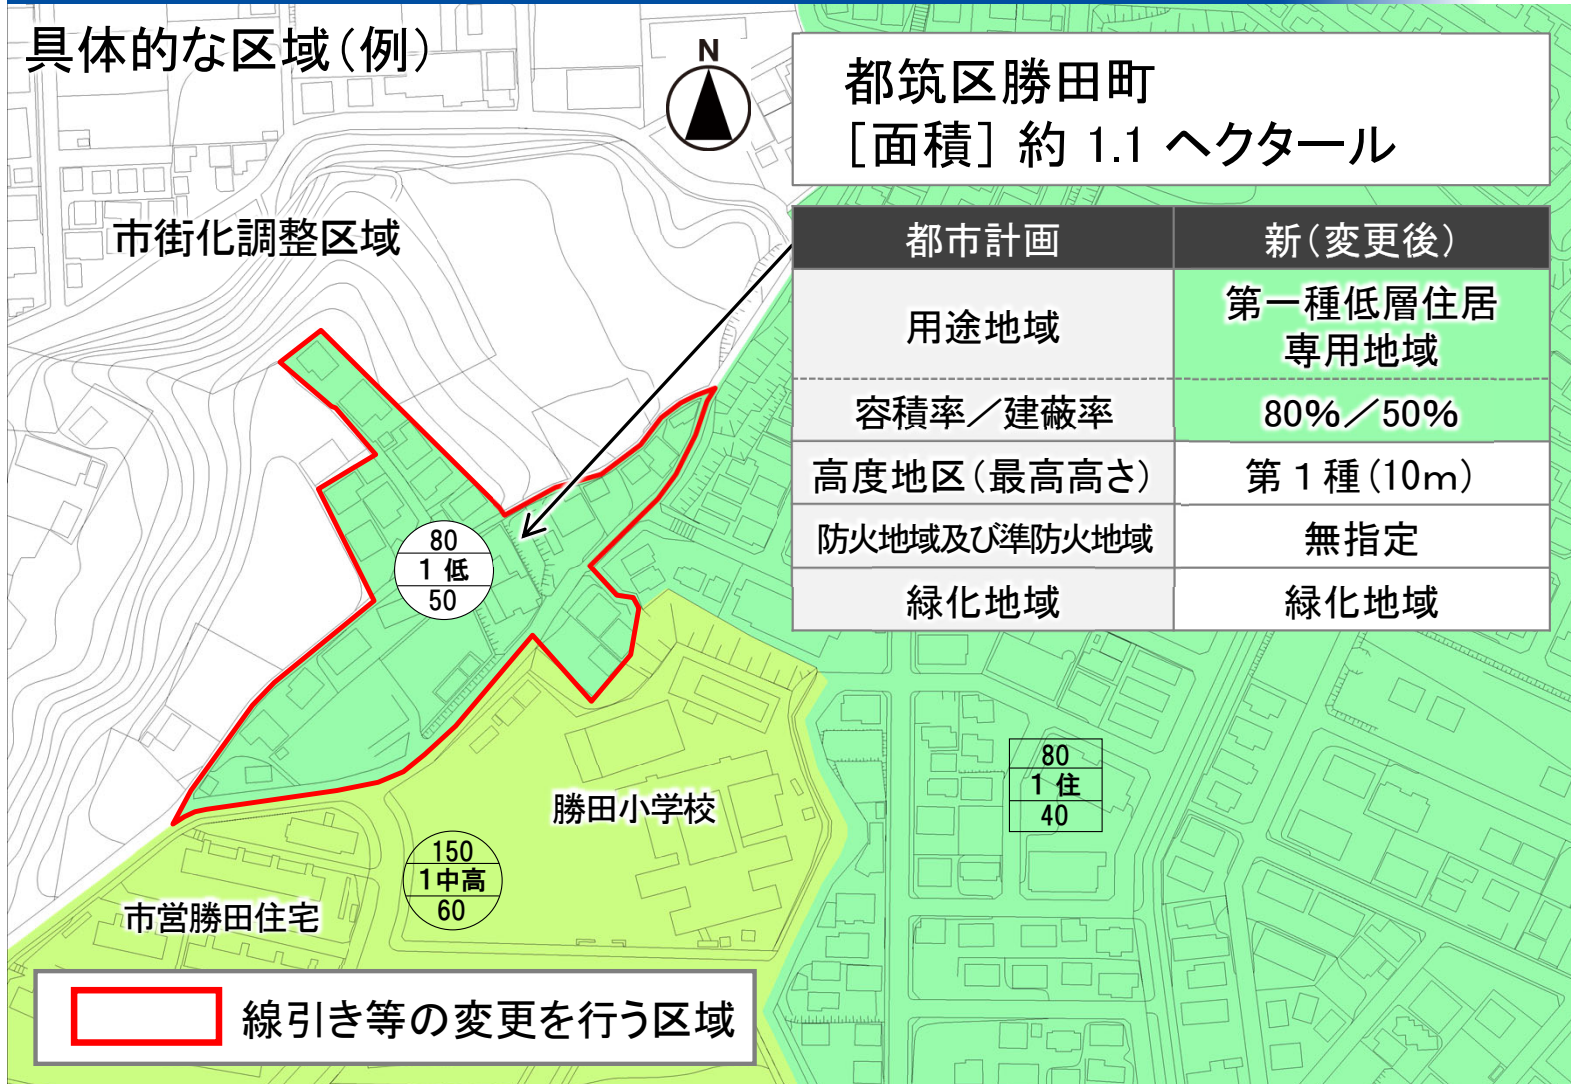 具体的な区域（例）
N
都筑区勝田町
［面積］ 約 1.1 ヘクタール
市街化調整区域
都市計画 新（変更後）
用途地域 第一種低層住居
専用地域
容積率／建蔽率 80％／50％
高度地区（最高高さ） 第 1 種（10ｍ）
防火地域及び準防火地域 無指定
緑化地域 緑化地域
80
1 低
50
80
1 住
40
勝田小学校
150
1中高
60
市営勝田住宅
線引き等の変更を行う区域